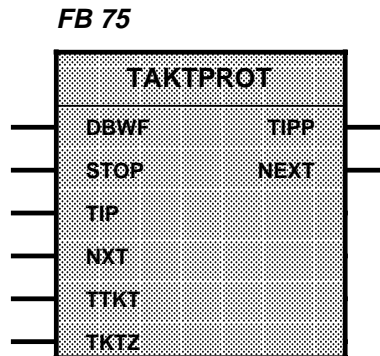 FB 75
TAKTPROT
DBWF TIPP
STOP NEXT
TIP
NXT
TTKT
TKTZ